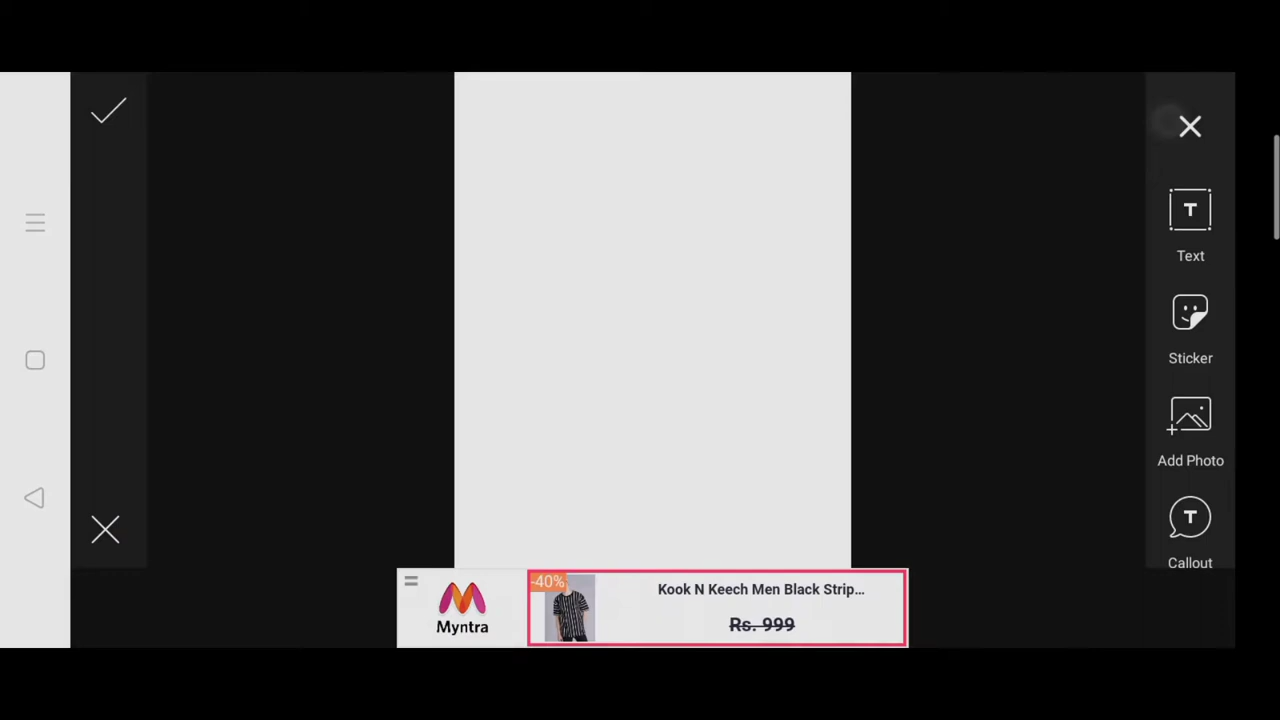 T
Text
Sticker
Add Photo
T
Callout
Myntra
-40%
Kook N Keech Men Black Strip...
Rs. 999